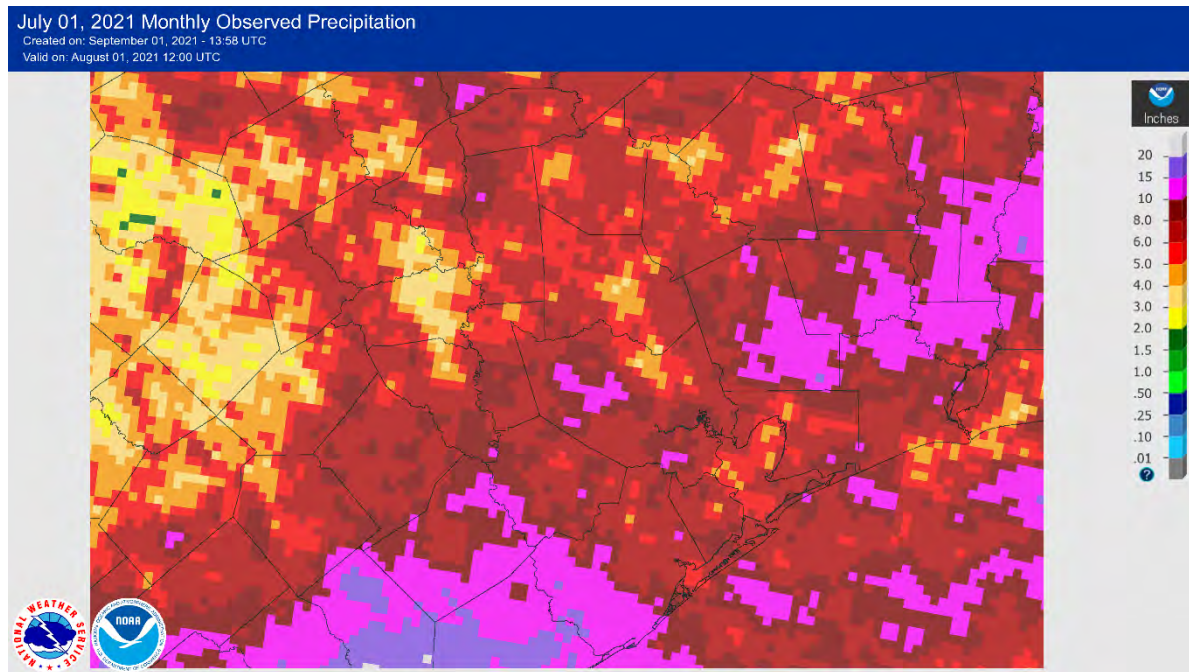 July 01, 2021 Monthly Observed Precipitation
Created on: September 01, 2021 - 13:58 UTC
Valid on: August 01, 2021 12:00 UTC
noaa
Inches
20
15
10
8.0
6.0
5.0
4.0
3.0
2.0
1.5
1.0
.50
.25
.10
.01
?
NATIONAL WEATHER SERVICE
NOAA